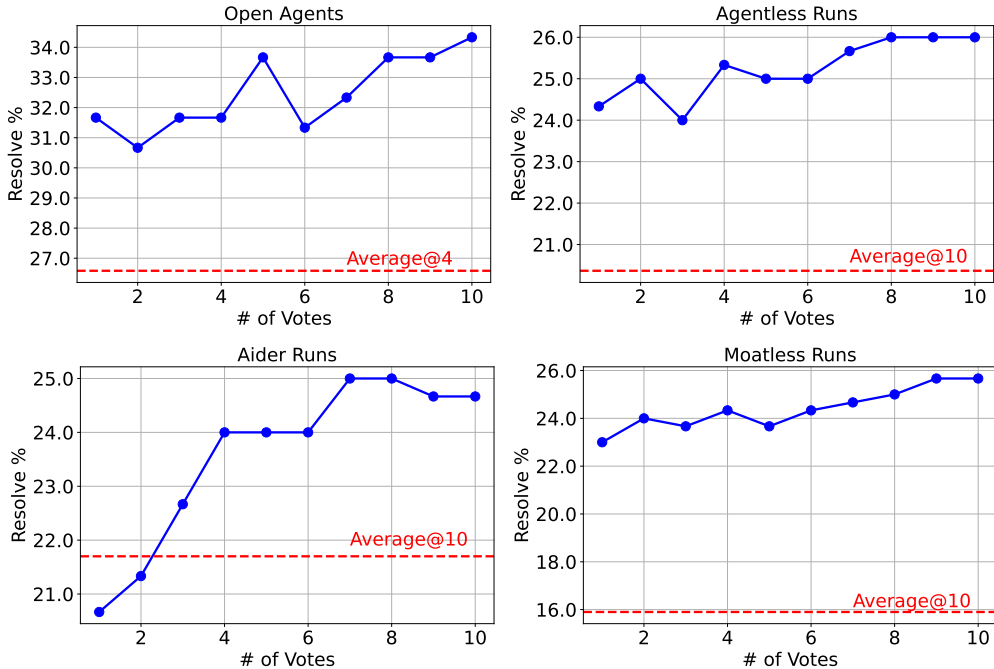 Open Agents
Resolve %
34.0
33.0
32.0
31.0
30.0
29.0
28.0
27.0
Average@4
2 4 6 8 10
# of Votes
Agentless Runs
Resolve %
26.0
25.0
24.0
23.0
22.0
21.0
Average@10
2 4 6 8 10
# of Votes
Aider Runs
Resolve %
25.0
24.0
23.0
22.0
21.0
Average@10
2 4 6 8 10
# of Votes
Moatless Runs
Resolve %
26.0
24.0
22.0
20.0
18.0
16.0
Average@10
2 4 6 8 10
# of Votes